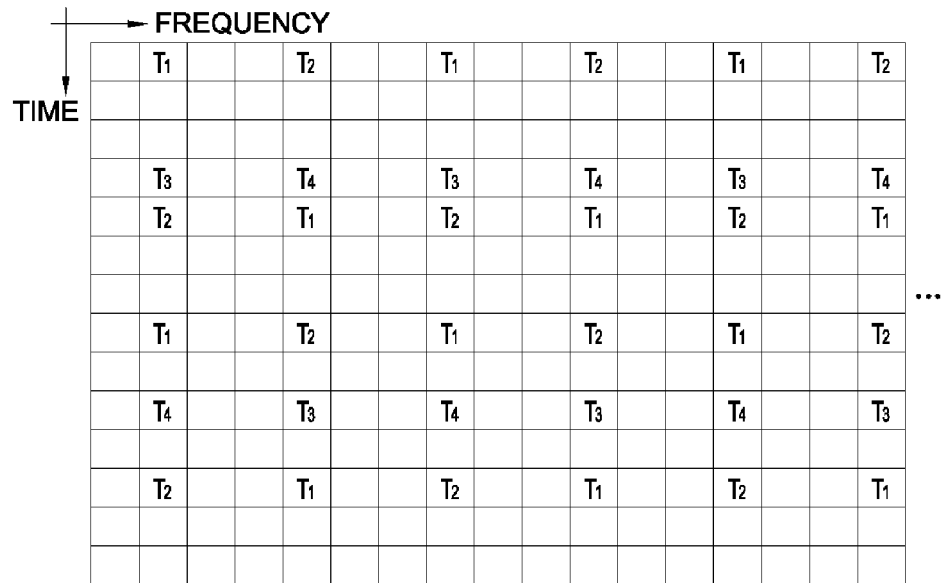 FREQUENCY
T1 T2 T1 T2 T1 T2
TIME
T3 T4 T3 T4 T3 T4
T2 T1 T2 T1 T2 T1
...
T1 T2 T1 T2 T1 T2
T4 T3 T4 T3 T4 T3
T2 T1 T2 T1 T2 T1